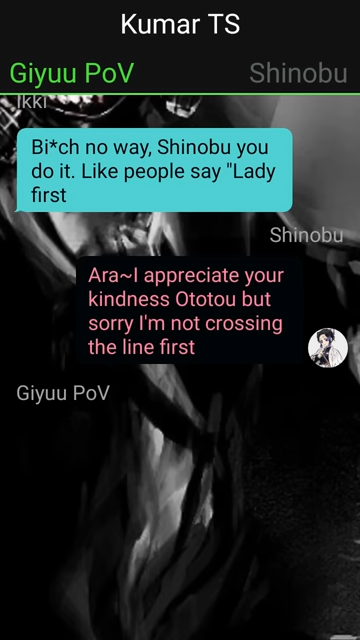 Kumar TS
Giyuu PoV
Shinobu
Ikki
Bi*ch no way, Shinobu you
do it. Like people say "Lady
first
Shinobu
Ara~I appreciate your
kindness Ototou but
sorry I'm not crossing
the line first
Giyuu PoV